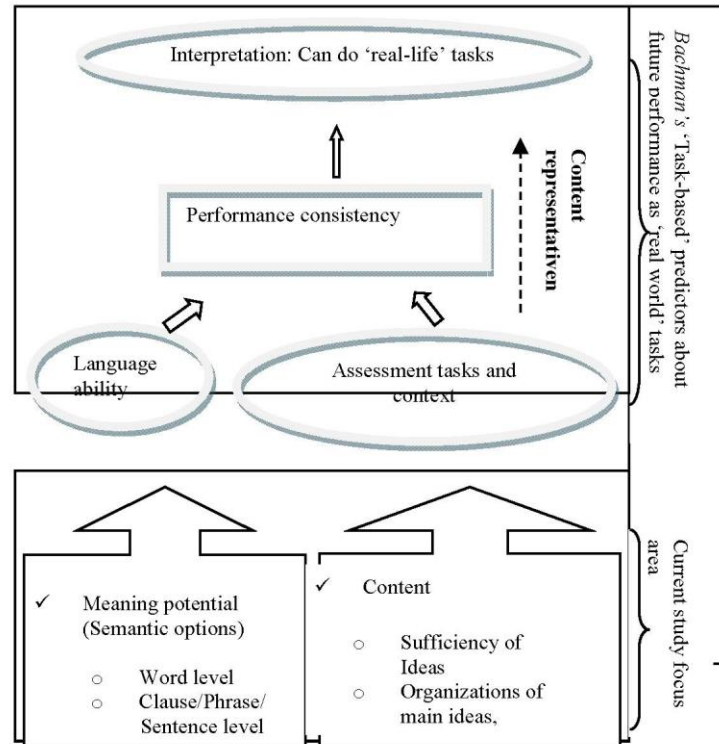 Interpretation: Can do ‘real-life’ tasks
Performance consistency
Content
representativen
Language
ability
Assessment tasks and
context
Bachman’s ‘Task-based’ predictors about
future performance as ‘real world’ tasks
✓ Meaning potential
(Semantic options)
○ Word level
○ Clause/Phrase/
Sentence level
✓ Content
○ Sufficiency of
Ideas
○ Organizations of
main ideas,
Current study focus
area